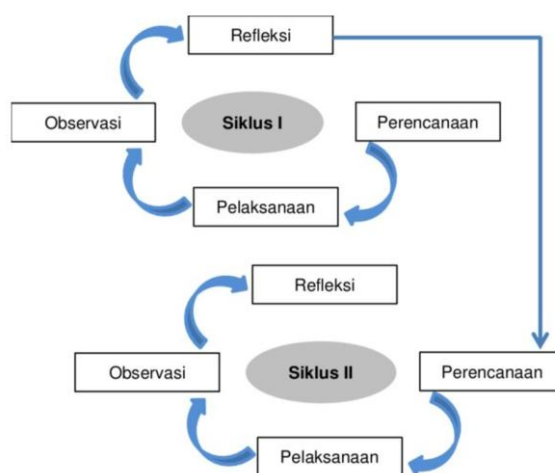 Refleksi
Observasi
Siklus I
Perencanaan
Pelaksanaan
Refleksi
Observasi
Siklus II
Perencanaan
Pelaksanaan